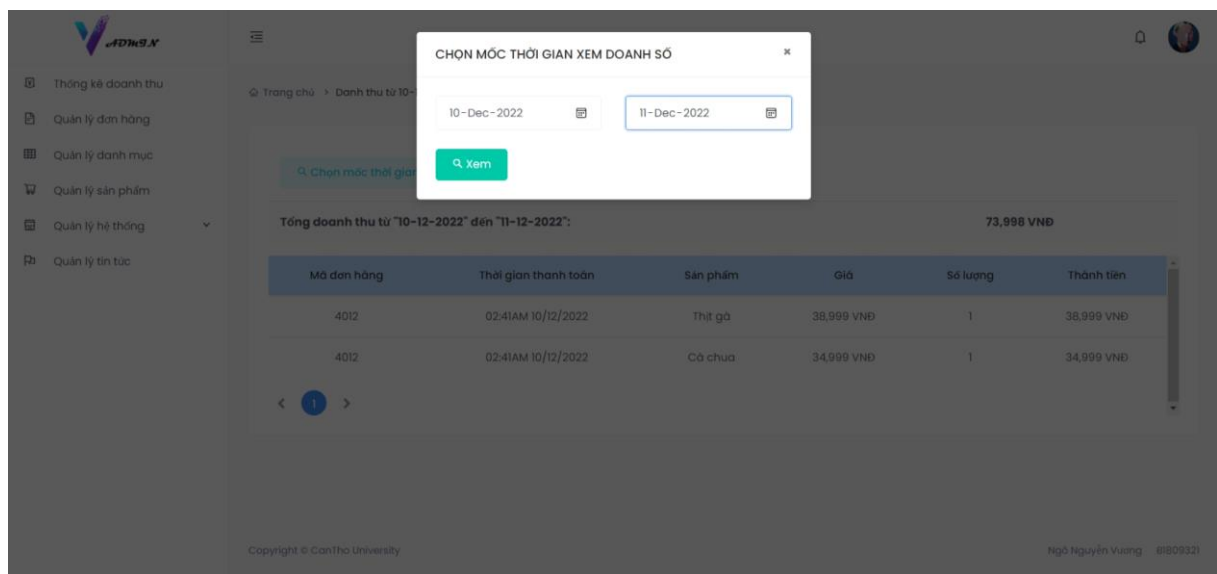 ADMIN
CHỌN MỐC THỜI GIAN XEM DOANH SỐ ×
Thống kê doanh thu
Trang chủ > Danh thu từ 10-1
10-Dec-2022 11-Dec-2022
Quản lý đơn hàng
Quản lý danh mục
Xem
Chọn mốc thời gian
Quản lý sản phẩm
Quản lý hệ thống
Tổng doanh thu từ "10-12-2022" đến "11-12-2022": 73,998 VNĐ
Quản lý tin tức
Mã đơn hàng Thời gian thanh toán Sản phẩm Giá Số lượng Thành tiền
4012 02:41AM 10/12/2022 Thịt gà 38,999 VNĐ 1 38,999 VNĐ
4012 02:41AM 10/12/2022 Cà chua 34,999 VNĐ 1 34,999 VNĐ
< 1 >
Copyright © CanTho University Ngô Nguyễn Vương